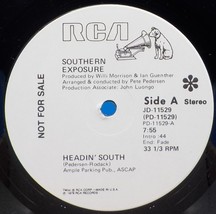 RCA
SOUTHERN
EXPOSURE
Produced by Willi Morrison & Ian Guenther
Arranged & conducted by Pete Pedersen
Production Associate: John Luongo
NOT FOR SALE
Side A Stereo
JD-11529
(PD-11529)
PD-11529-A
7:55
Intro: :44
End: Fade
33 1/3 RPM
HEADIN' SOUTH
(Pedersen-Rodack)
Ample Parking Pub., ASCAP